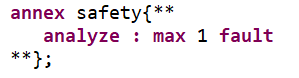 annex safety{**
analyze : max 1 fault
**};